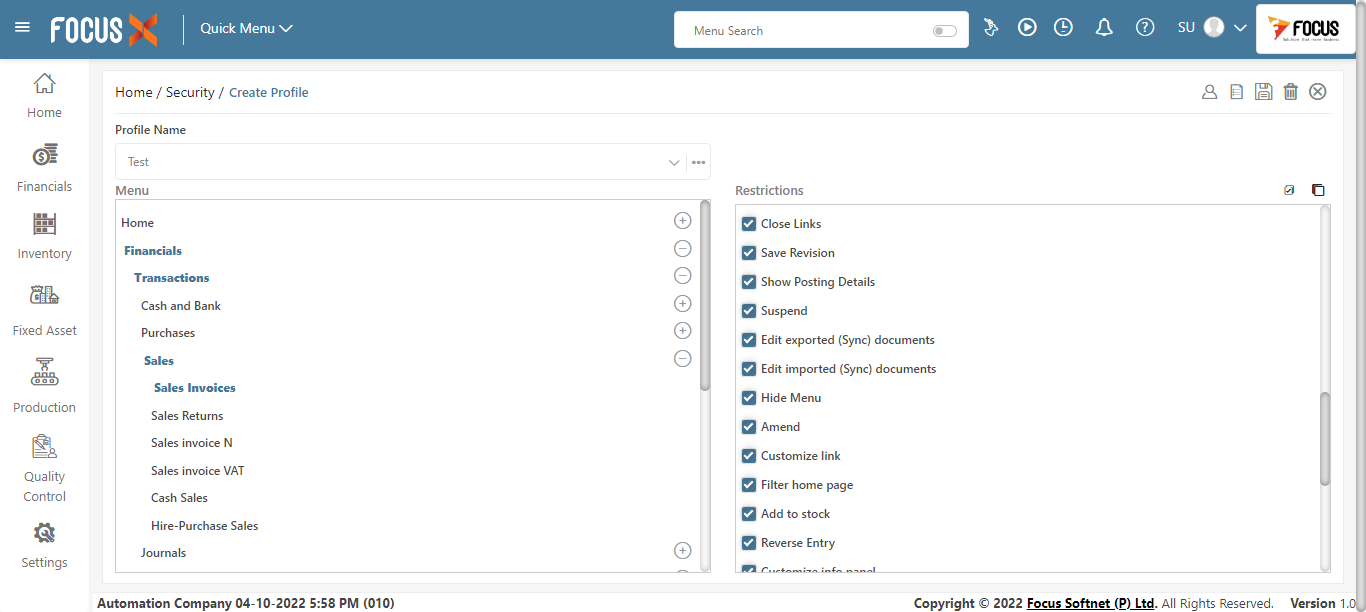 FOCUS X
Quick Menu
Menu Search
SU
FOCUS
Home
Financials
Inventory
Fixed Asset
Production
Quality
Control
Settings
Home / Security / Create Profile
Profile Name
Test
Menu
Home
Financials
Transactions
Cash and Bank
Purchases
Sales
Sales Invoices
Sales Returns
Sales invoice N
Sales invoice VAT
Cash Sales
Hire-Purchase Sales
Journals
Restrictions
Close Links
Save Revision
Show Posting Details
Suspend
Edit exported (Sync) documents
Edit imported (Sync) documents
Hide Menu
Amend
Customize link
Filter home page
Add to stock
Reverse Entry
Customize info panel
Automation Company 04-10-2022 5:58 PM (010)
Copyright © 2022 Focus Softnet (P) Ltd. All Rights Reserved. Version 1.0